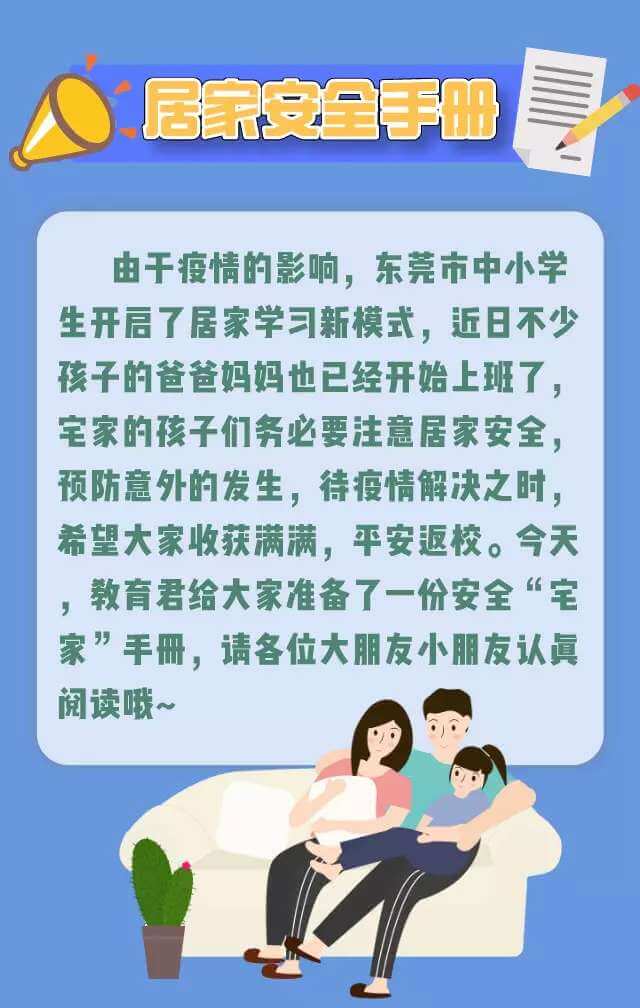 居家安全手册
由于疫情的影响，东莞市中小学
生开启了居家学习新模式，近日不少
孩子的爸爸妈妈也已经开始上班了，
宅家的孩子们务必要注意居家安全，
预防意外的发生，待疫情解决之时，
希望大家收获满满，平安返校。今天
，教育君给大家准备了一份安全“宅
家”手册，请各位大朋友小朋友认真
阅读哦~